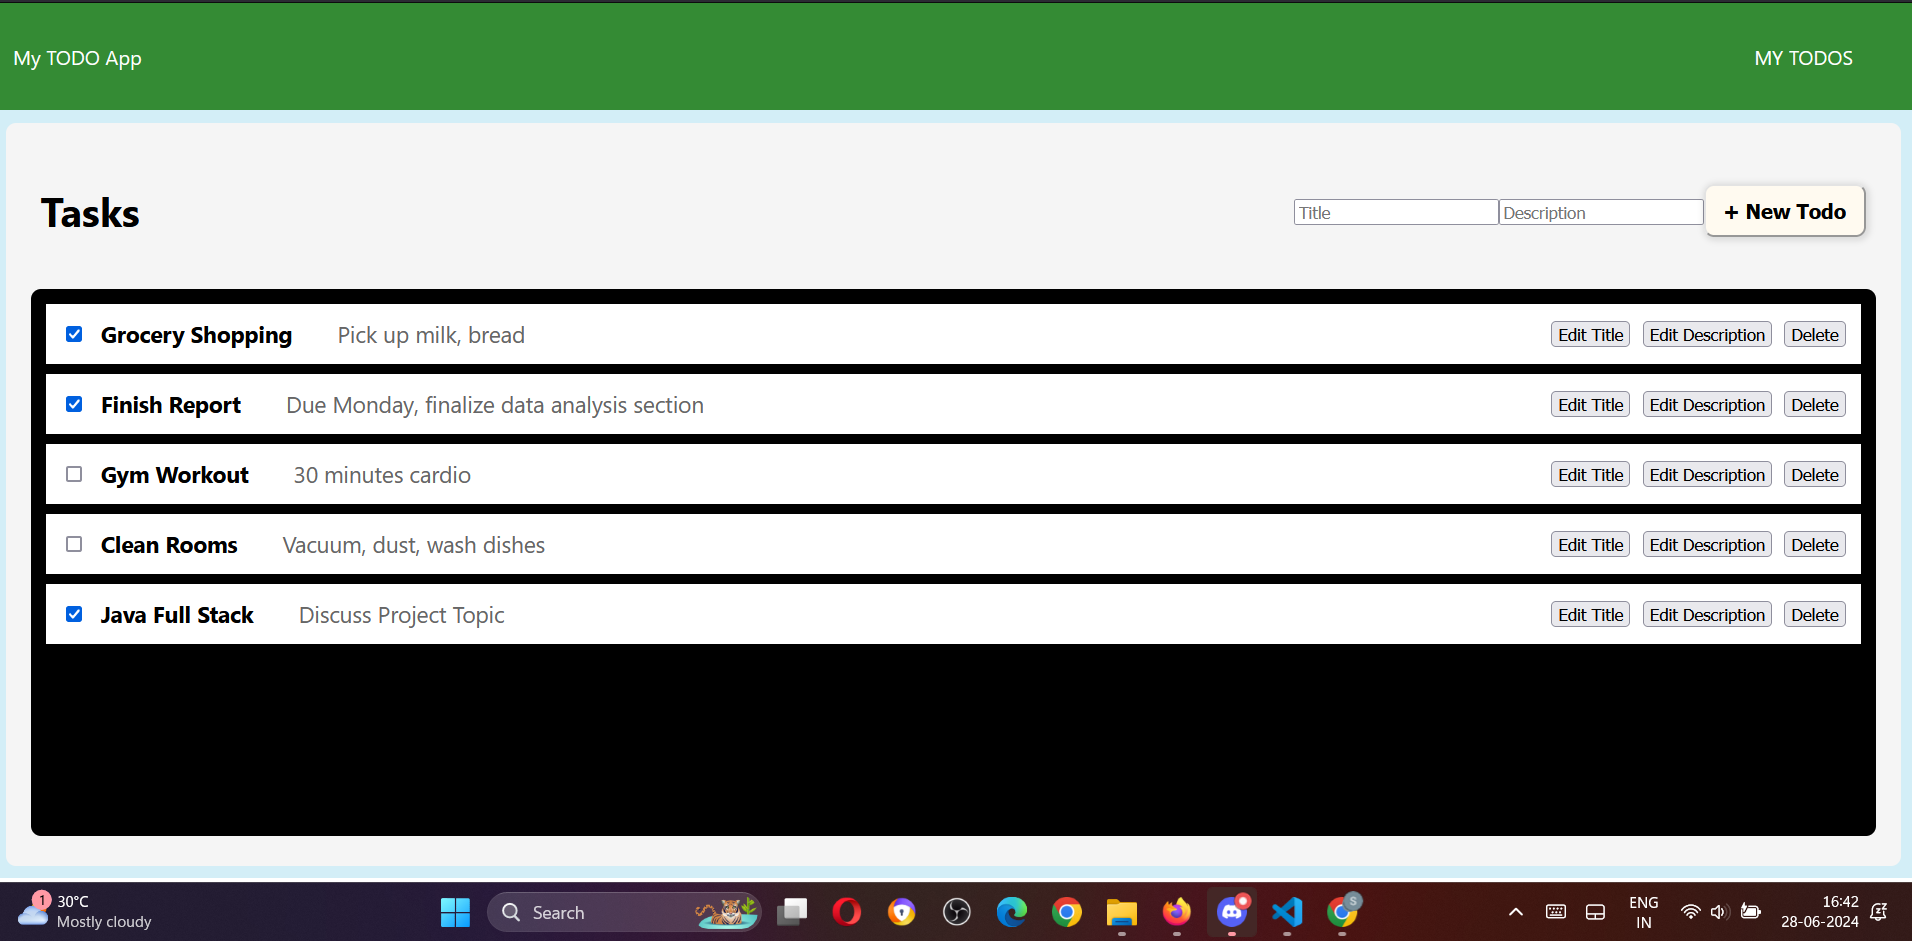 My TODO App MY TODOS
Tasks Title Description + New Todo
Grocery Shopping Pick up milk, bread Edit Title Edit Description Delete
Finish Report Due Monday, finalize data analysis section Edit Title Edit Description Delete
Gym Workout 30 minutes cardio Edit Title Edit Description Delete
Clean Rooms Vacuum, dust, wash dishes Edit Title Edit Description Delete
Java Full Stack Discuss Project Topic Edit Title Edit Description Delete
1 30°C Search S ENG 16:42
Mostly cloudy IN 28-06-2024